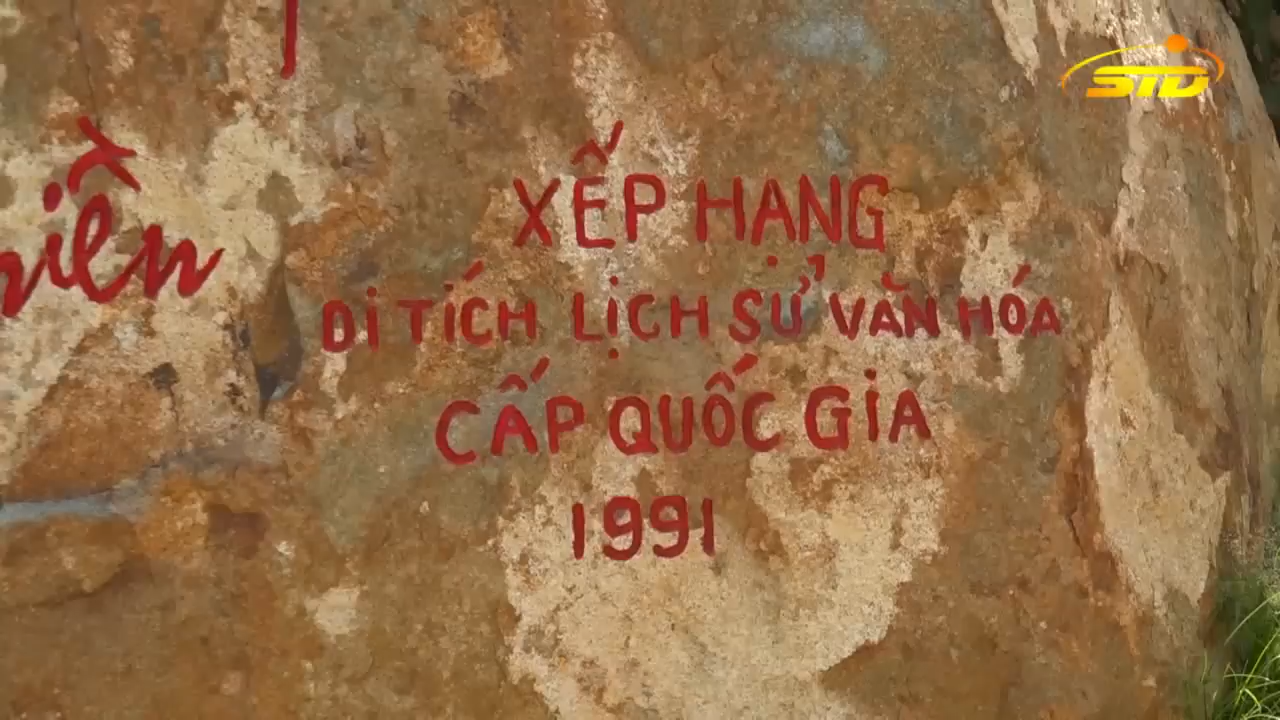 STD
XẾP HẠNG
DI TÍCH LỊCH SỬ VĂN HÓA
CẤP QUỐC GIA
1991